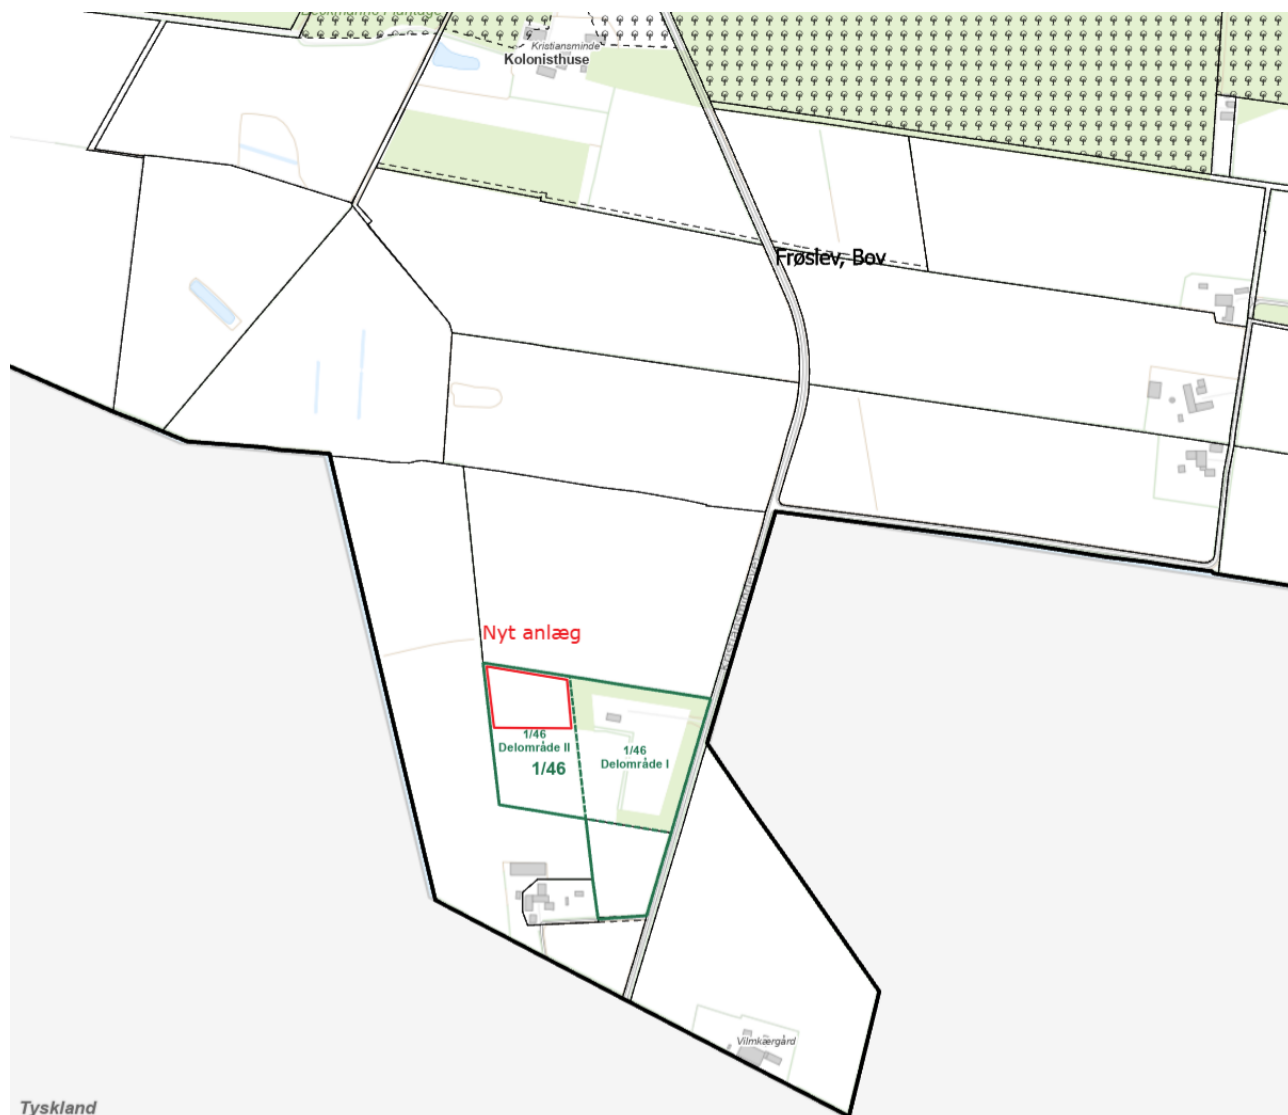 Kristiansminde
Kolonisthuse
Frøslev, Bov
Nyt anlæg
1/46
Delområde II
1/46
1/46
Delområde I
Vilmkærgård
Tyskland